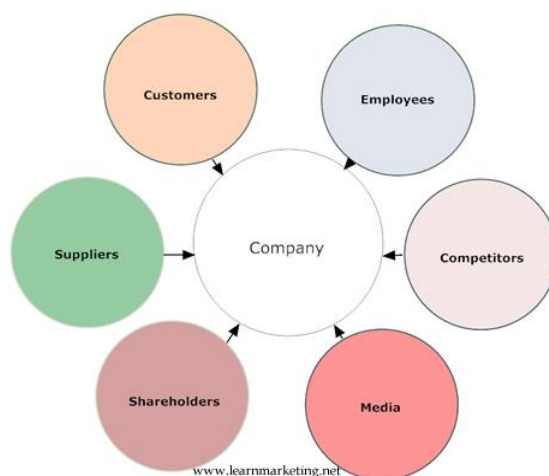 Customers
Employees
Suppliers
Company
Competitors
Shareholders
Media
www.learnmarketing.net